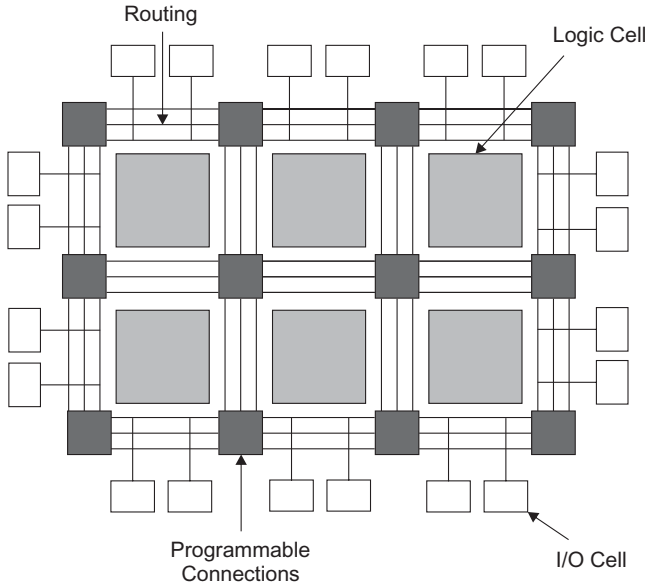 Routing
Logic Cell
Programmable
Connections
I/O Cell